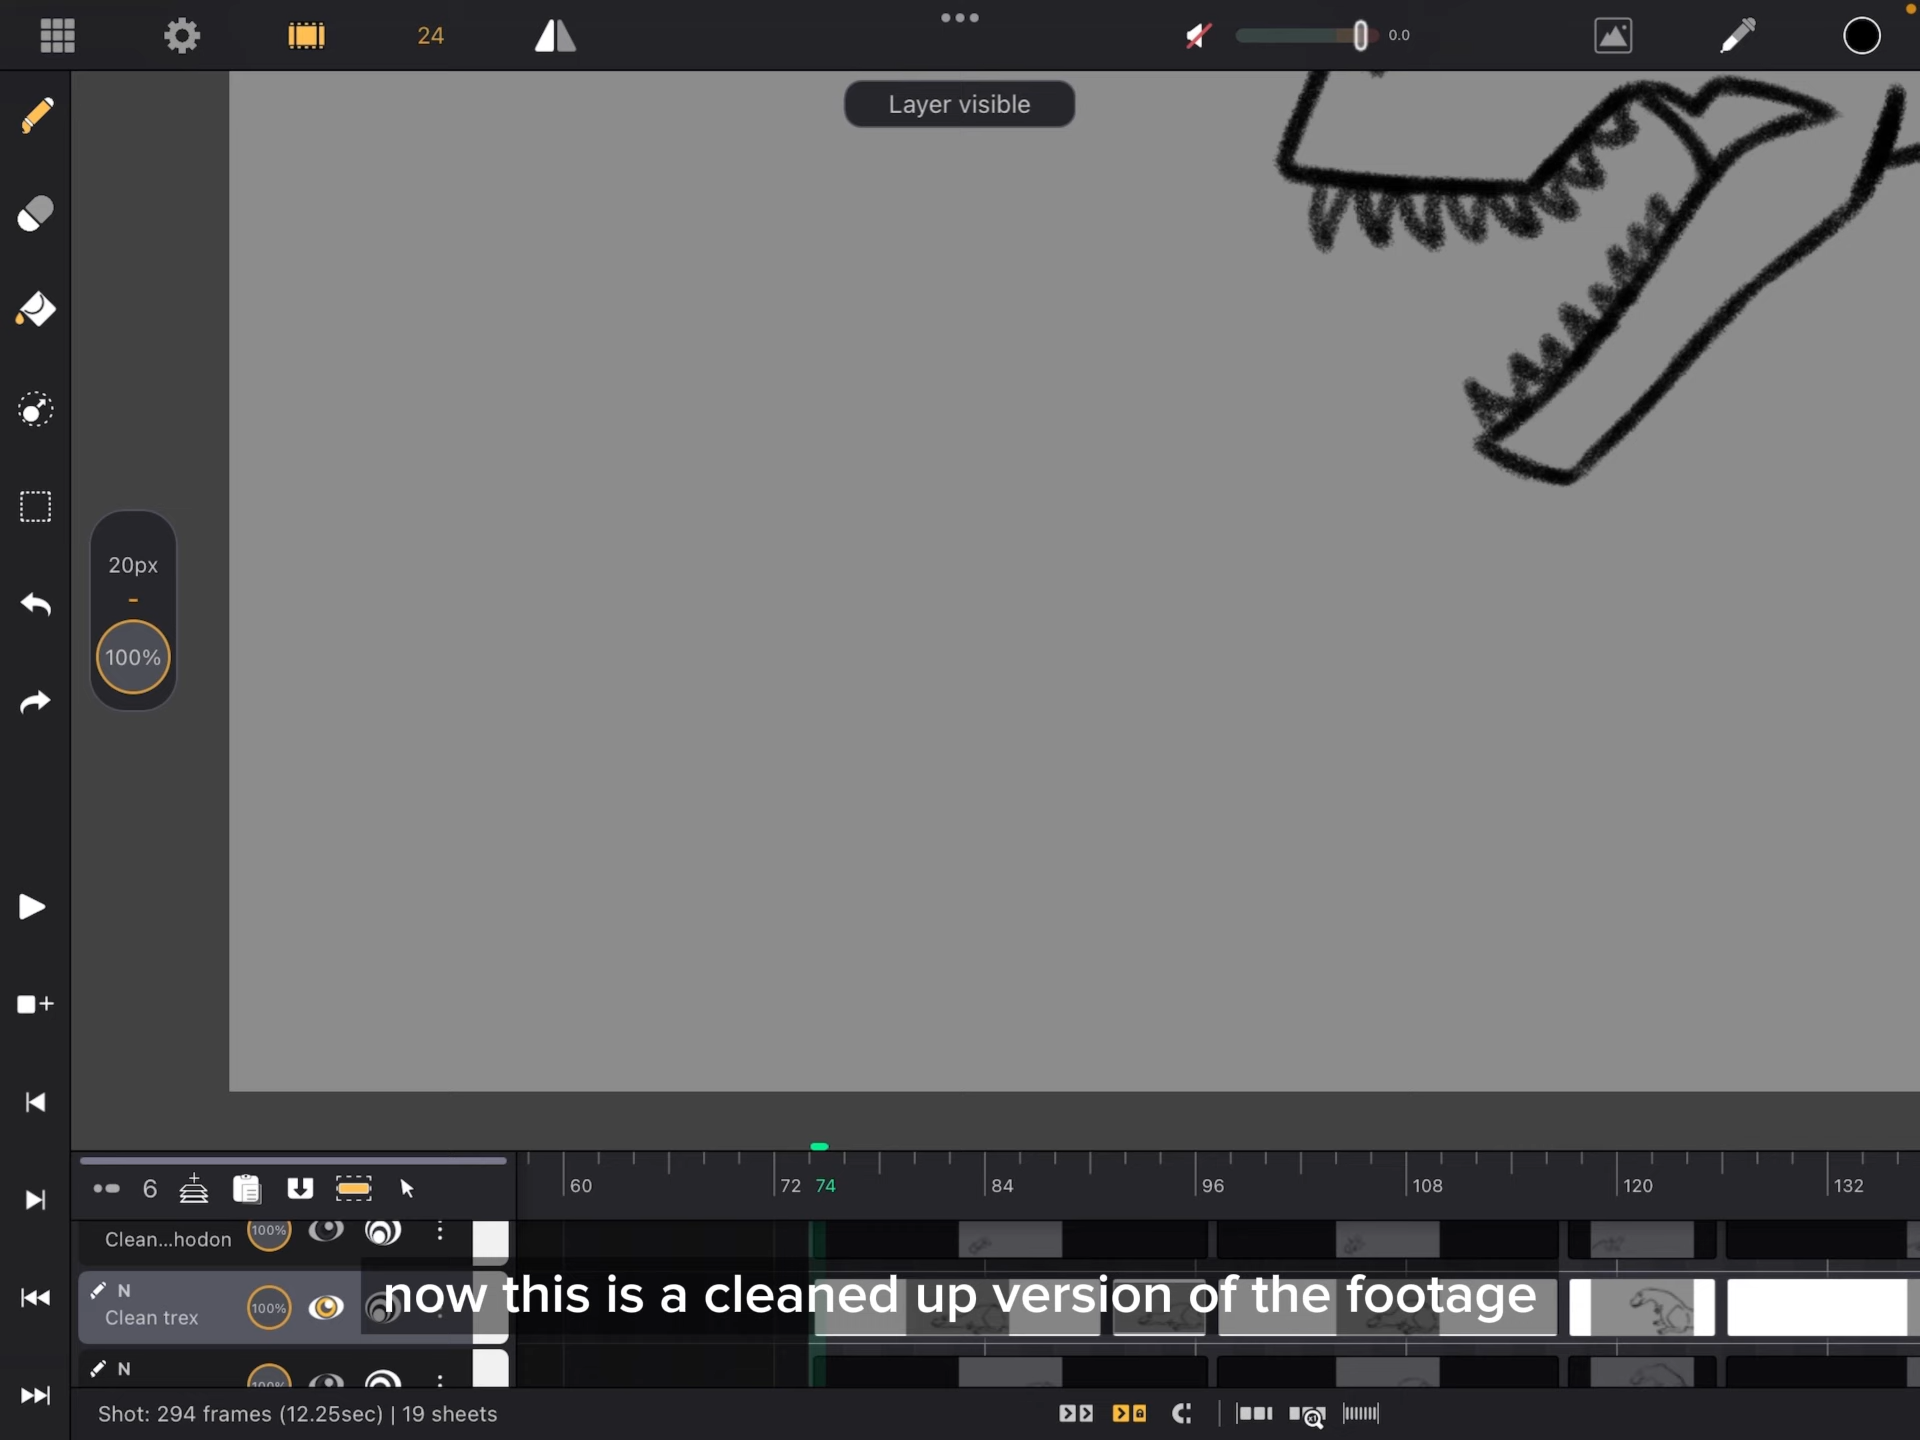 24
0.0
Layer visible
20px
-
100%
6
60
72
74
84
96
108
120
132
Clean...hodon
100%
N
Clean trex
100%
now this is a cleaned up version of the footage
N
100%
Shot: 294 frames (12.25sec) | 19 sheets